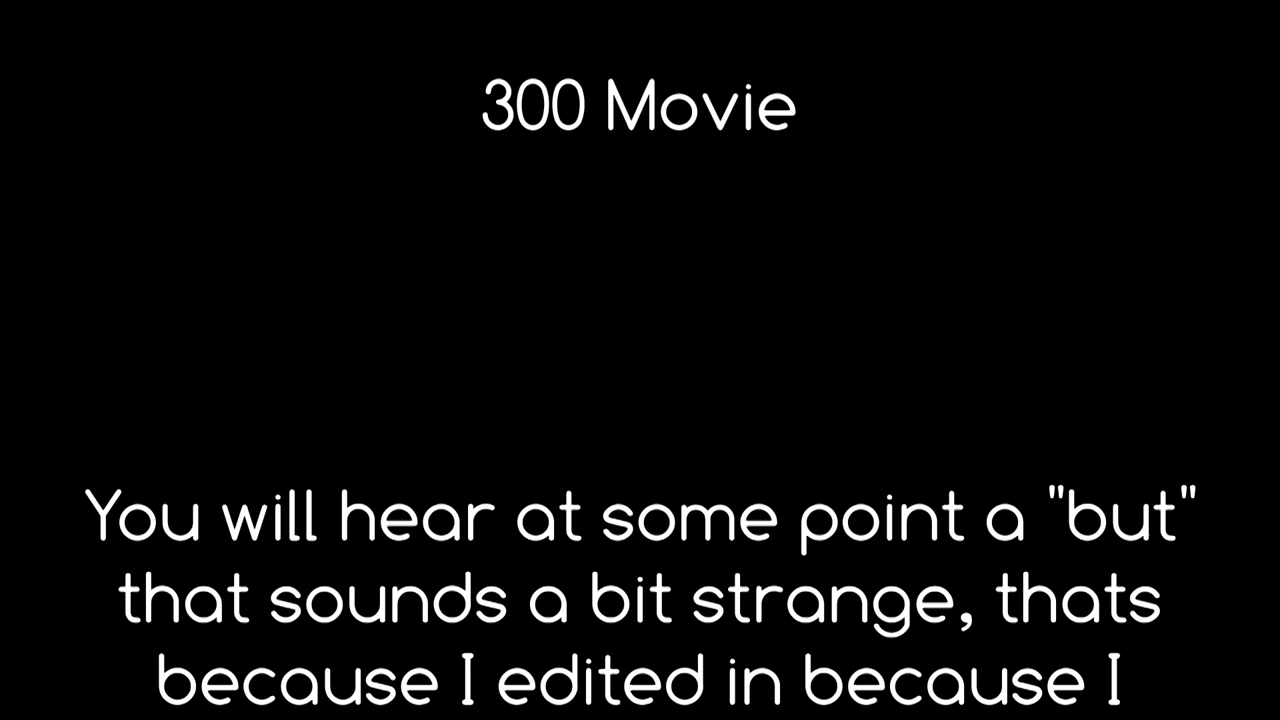 300 Movie
You will hear at some point a "but"
that sounds a bit strange, thats
because I edited in because I